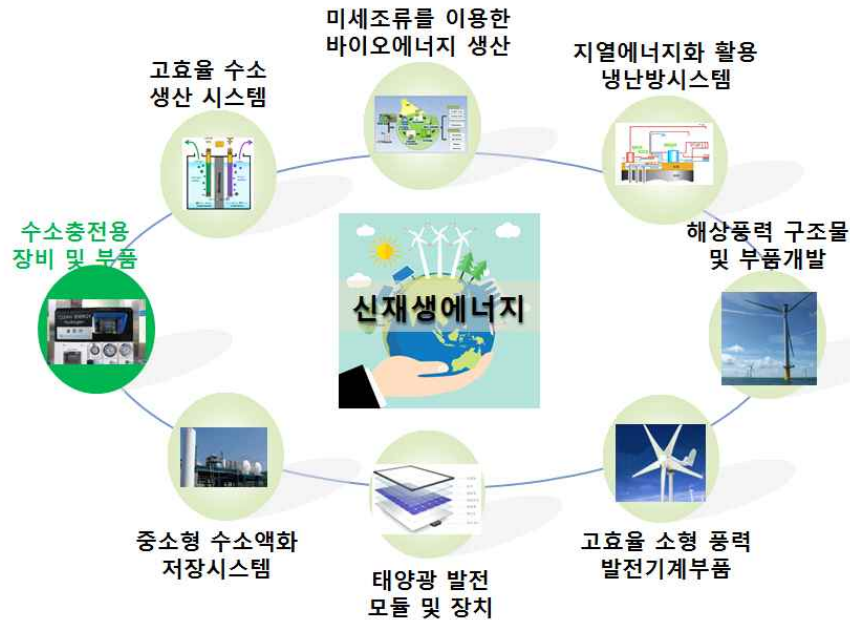 미세조류를 이용한
바이오에너지 생산
고효율 수소
생산 시스템
지열에너지화 활용
냉난방시스템
수소충전용
장비 및 부품
해상풍력 구조물
및 부품개발
신재생에너지
중소형 수소액화
저장시스템
태양광 발전
모듈 및 장치
고효율 소형 풍력
발전기계부품